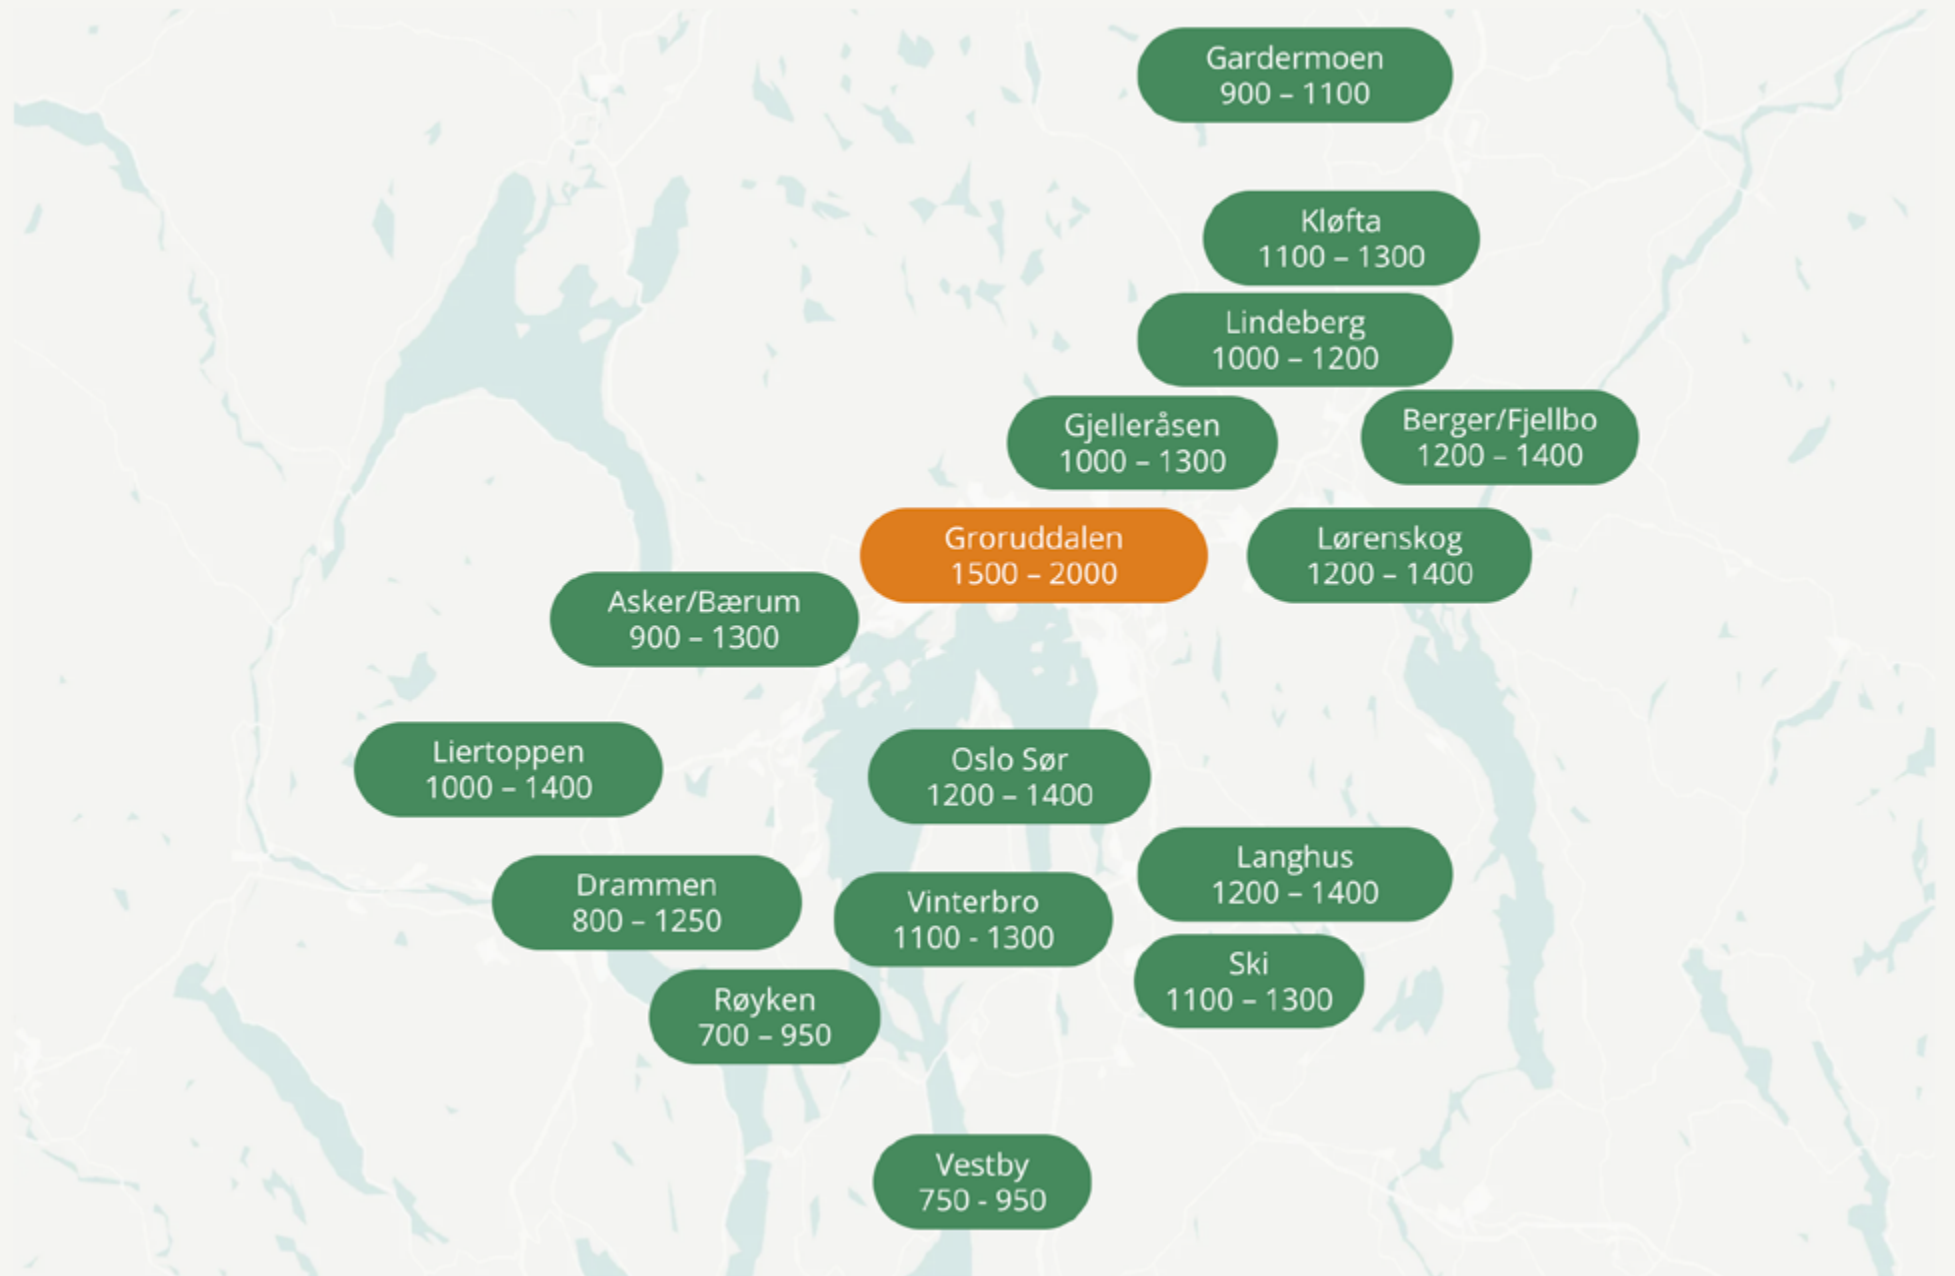 Gardermoen
900 – 1100
Kløfta
1100 – 1300
Lindeberg
1000 – 1200
Gjelleråsen
1000 – 1300
Berger/Fjellbo
1200 – 1400
Groruddalen
1500 – 2000
Lørenskog
1200 – 1400
Asker/Bærum
900 – 1300
Liertoppen
1000 – 1400
Oslo Sør
1200 – 1400
Drammen
800 – 1250
Vinterbro
1100 - 1300
Langhus
1200 – 1400
Ski
1100 – 1300
Røyken
700 – 950
Vestby
750 - 950